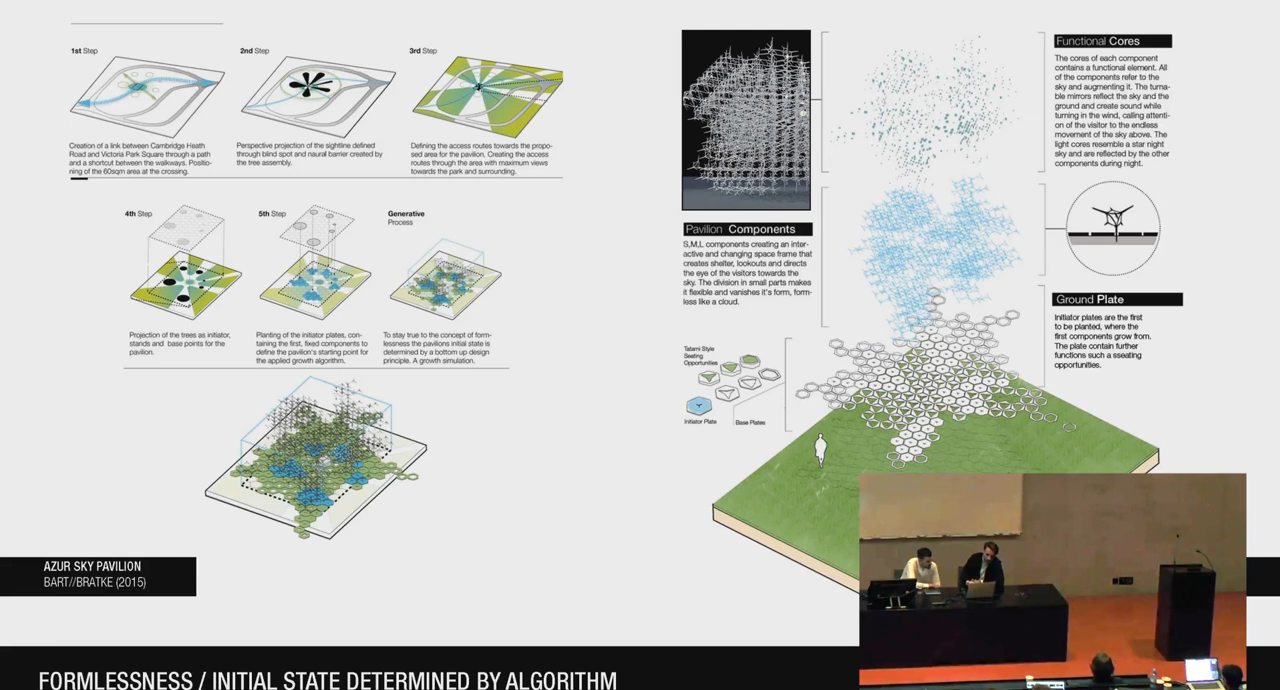 1st Step
Creation of a link between Cambridge Heath
Road and Victoria Park Square through a path
and a shortcut between the walkways. Positio-
ning of the 60sqm area at the crossing.
2nd Step
Perspective projection of the sightline defined
through blind spot and naural barrier created by
the tree assembly.
3rd Step
Defining the access routes towards the propo-
sed area for the pavilion. Creating the access
routes through the area with maximum views
towards the park and surrounding.
4th Step
Projection of the trees as initiator,
stands and base points for the
pavilion.
5th Step
Planting of the initiator plates, con-
taining the first, fixed components to
define the pavilion's starting point for
the applied growth algorithm.
Generative
Process
To stay true to the concept of form-
lessness the pavilions initial state is
determined by a bottom up design
principle. A growth simulation.
Functional Cores
The cores of each component
contains a functional element. All
of the components refer to the
sky and augmenting it. The turna-
ble mirrors reflect the sky and the
ground and create sound while
turning in the wind, calling attenti-
on of the visitor to the endless
movement of the sky above. The
light cores resemble a star night
sky and are reflected by the other
components during night.
Pavilion Components
S,M,L components creating an inter-
active and changing space frame that
creates shelter, lookouts and directs
the eye of the visitors towards the
sky. The division in small parts makes
it flexible and vanishes it's form, form-
less like a cloud.
Ground Plate
Initiator plates are the first
to be planted, where the
first components grow from.
The plate contain further
functions such a sseating
opportunities.
Tatami Style
Seating
Opportunities
Initiator Plate
Base Plates
AZUR SKY PAVILION
BART//BRATKE (2015)
FORMLESSNESS / INITIAL STATE DETERMINED BY ALGORITHM